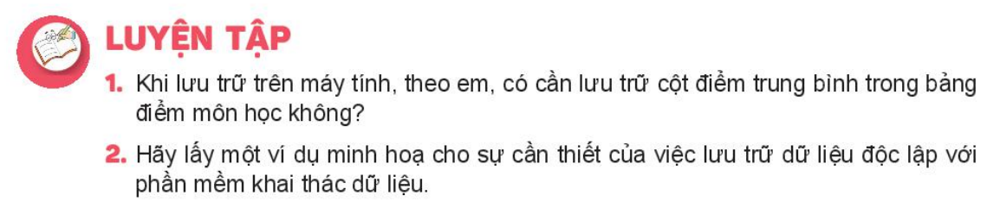 LUYỆN TẬP
1. Khi lưu trữ trên máy tính, theo em, có cần lưu trữ cột điểm trung bình trong bảng
điểm môn học không?
2. Hãy lấy một ví dụ minh hoạ cho sự cần thiết của việc lưu trữ dữ liệu độc lập với
phần mềm khai thác dữ liệu.